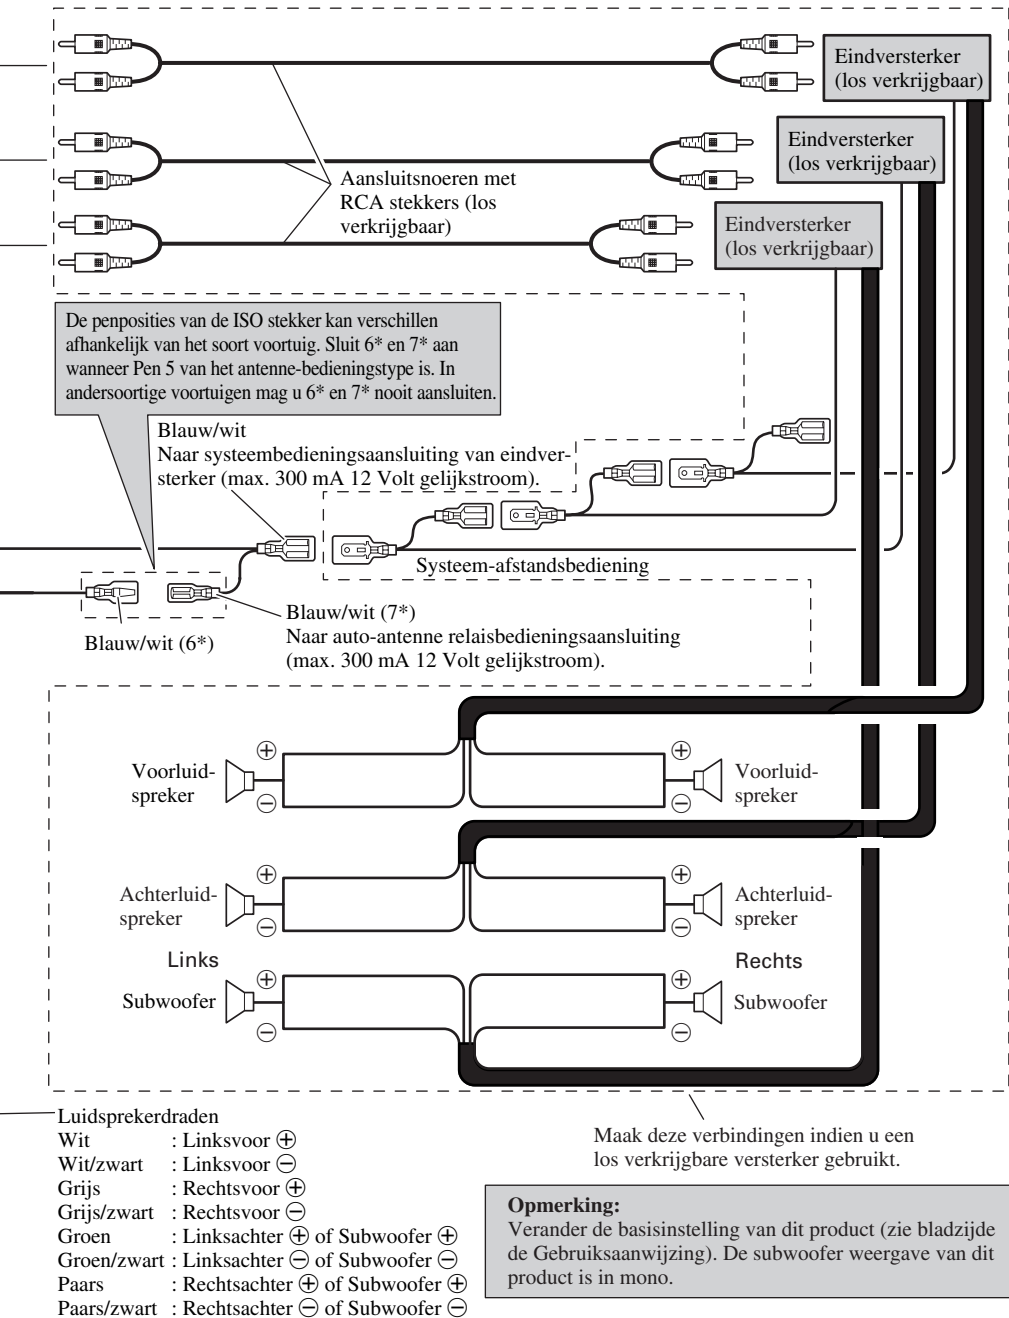 Eindversterker
(los verkrijgbaar)
Eindversterker
(los verkrijgbaar)
Aansluitsnoeren met
RCA stekkers (los
verkrijgbaar)
Eindversterker
(los verkrijgbaar)
De penposities van de ISO stekker kan verschillen
afhankelijk van het soort voortuig. Sluit 6* en 7* aan
wanneer Pen 5 van het antenne-bedieningstype is. In
andersoortige voortuigen mag u 6* en 7* nooit aansluiten.
Blauw/wit
Naar systeembedieningsaansluiting van eindver-
sterker (max. 300 mA 12 Volt gelijkstroom).
Systeem-afstandsbediening
Blauw/wit (7*)
Naar auto-antenne relaisbedieningsaansluiting
(max. 300 mA 12 Volt gelijkstroom).
Blauw/wit (6*)
⊕ ⊕
Voorluid-
spreker
Voorluid-
spreker
⊖ ⊖
⊕ ⊕
Achterluid-
spreker
Achterluid-
spreker
⊖ ⊖
Links
Rechts
⊕ ⊕
Subwoofer
Subwoofer
⊖ ⊖
Luidsprekerdraden
Wit : Linksvoor ⊕
Wit/zwart : Linksvoor ⊖
Grijs : Rechtsvoor ⊕
Grijs/zwart : Rechtsvoor ⊖
Groen : Linksachter ⊕ of Subwoofer ⊕
Groen/zwart : Linksachter ⊖ of Subwoofer ⊖
Paars : Rechtsachter ⊕ of Subwoofer ⊕
Paars/zwart : Rechtsachter ⊖ of Subwoofer ⊖
Maak deze verbindingen indien u een
los verkrijgbare versterker gebruikt.
Opmerking:
Verander de basisinstelling van dit product (zie bladzijde
de Gebruiksaanwijzing). De subwoofer weergave van dit
product is in mono.